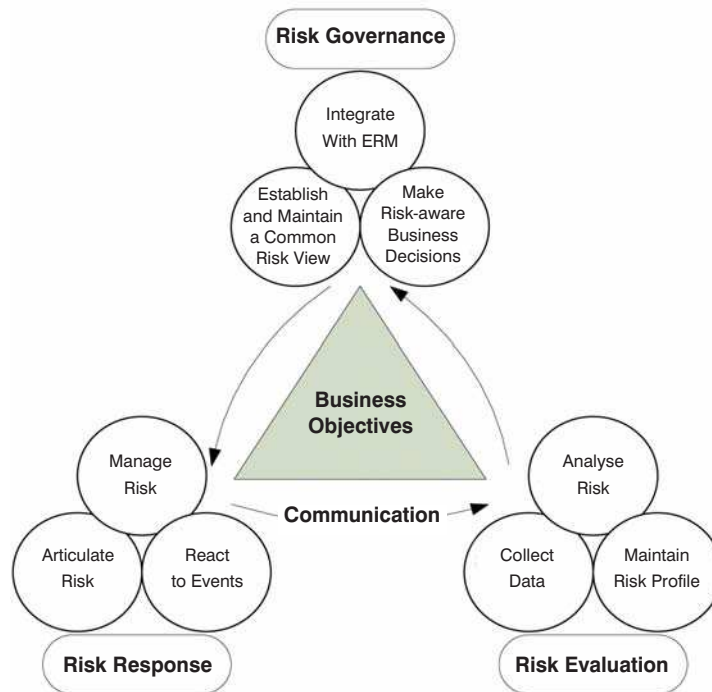 Risk Governance
Integrate
With ERM
Establish
and Maintain
a Common
Risk View
Make
Risk-aware
Business
Decisions
Business
Objectives
Manage
Risk
Articulate
Risk
React
to Events
Risk Response
Communication
Analyse
Risk
Collect
Data
Maintain
Risk Profile
Risk Evaluation